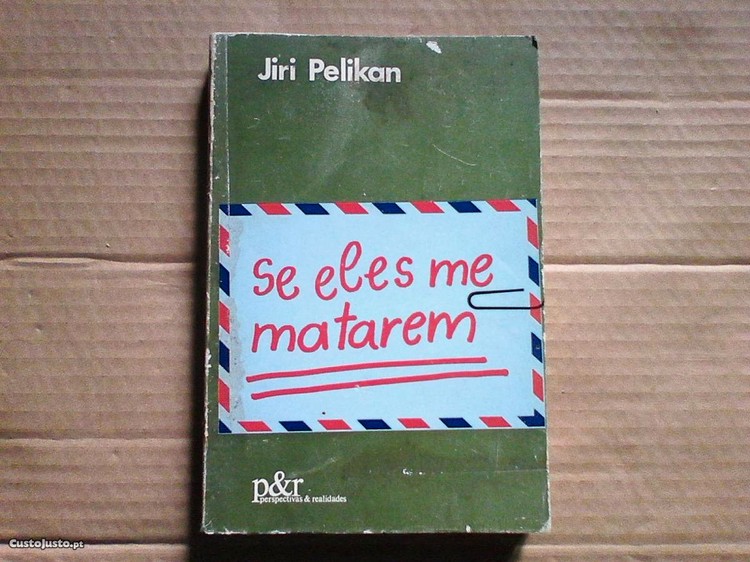 Jiri Pelikan
se eles me
matarem
p&r
perspectivas & realidades
CustoJusto.pt